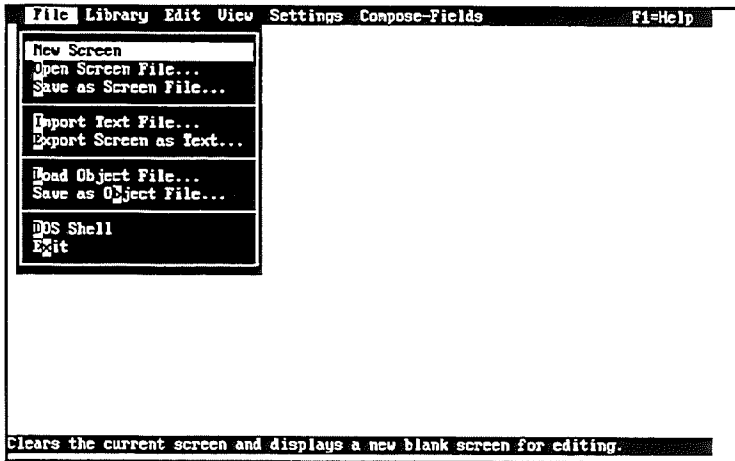 File Library Edit View Settings Compose-Fields F1=Help
New Screen
Open Screen File...
Save as Screen File...
Import Text File...
Export Screen as Text...
Load Object File...
Save as Object File...
DOS Shell
Exit
Clears the current screen and displays a new blank screen for editing.